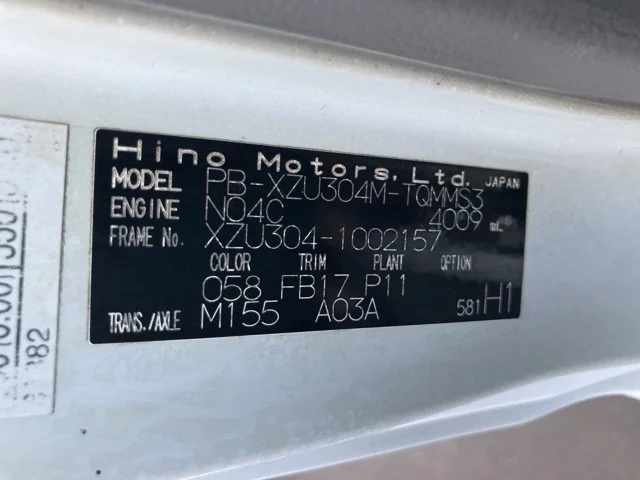 Hino Motors, Ltd. JAPAN
MODEL PB-XZU304M-TQMMS3
ENGINE N04C 4009 mL
FRAME No. XZU304-1002157
COLOR TRIM PLANT
058 FB17 P11
TRANS./AXLE M155 A03A 581 H1
382